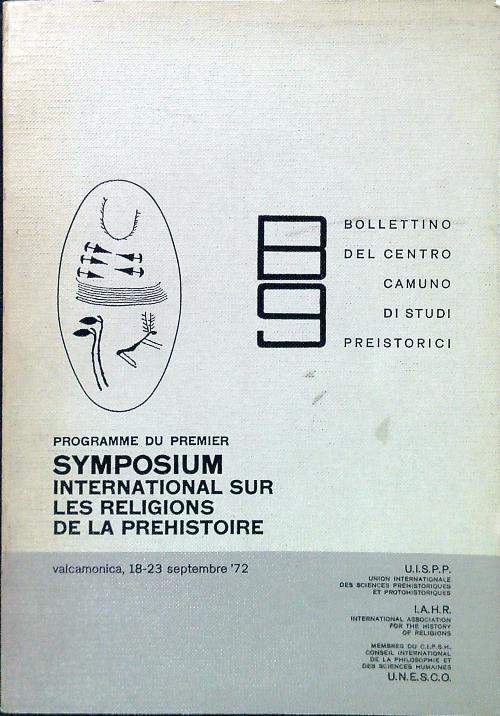 B
9
BOLLETTINO
DEL CENTRO
CAMUNO
DI STUDI
PREISTORICI
PROGRAMME DU PREMIER
SYMPOSIUM
INTERNATIONAL SUR
LES RELIGIONS
DE LA PREHISTOIRE
valcamonica, 18-23 septembre '72
U.I.S.P.P.
UNION INTERNATIONALE
DES SCIENCES PRÉHISTORIQUES
ET PROTOHISTORIQUES
I.A.H.R.
INTERNATIONAL ASSOCIATION
FOR THE HISTORY
OF RELIGIONS
MEMBRES DU C.I.P.S.H.
CONSEIL INTERNATIONAL
DE LA PHILOSOPHIE ET
DES SCIENCES HUMAINES
U.N.E.S.C.O.